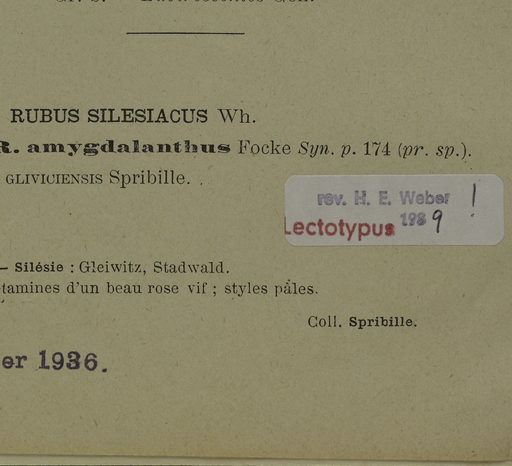 RUBUS SILESIACUS Wh.
R. amygdalanthus Focke Syn. p. 174 (pr. sp.).
GLIVICIENSIS Spribille.
rev. H. E. Weber !
Lectotypus 1989
– Silésie : Gleiwitz, Stadwald.
tamines d'un beau rose vif ; styles pâles.
Coll. Spribille.
er 1936.